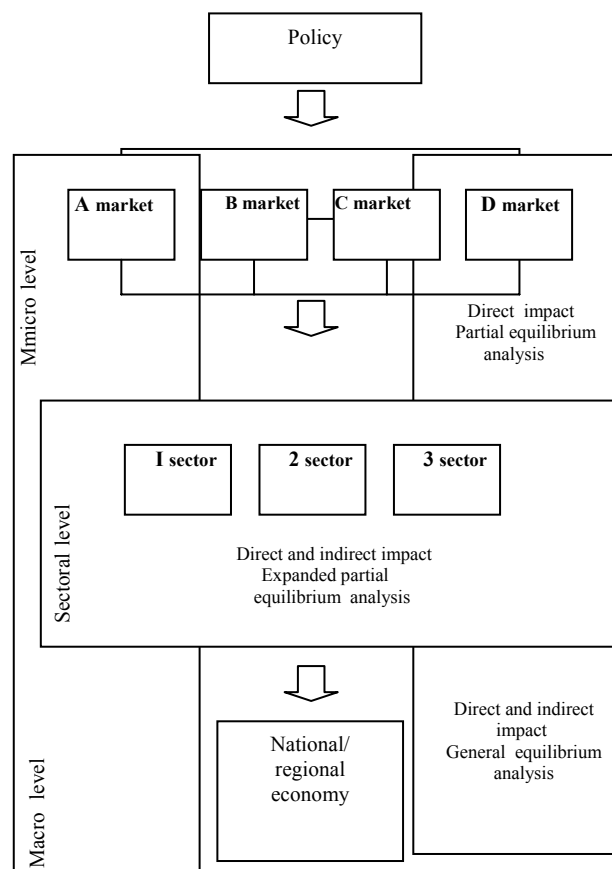 Policy
A market
B market
C market
D market
Mmicro level
Direct impact
Partial equilibrium
analysis
I sector
2 sector
3 sector
Sectoral level
Direct and indirect impact
Expanded partial
equilibrium analysis
National/
regional
economy
Direct and indirect
impact
General equilibrium
analysis
Macro level